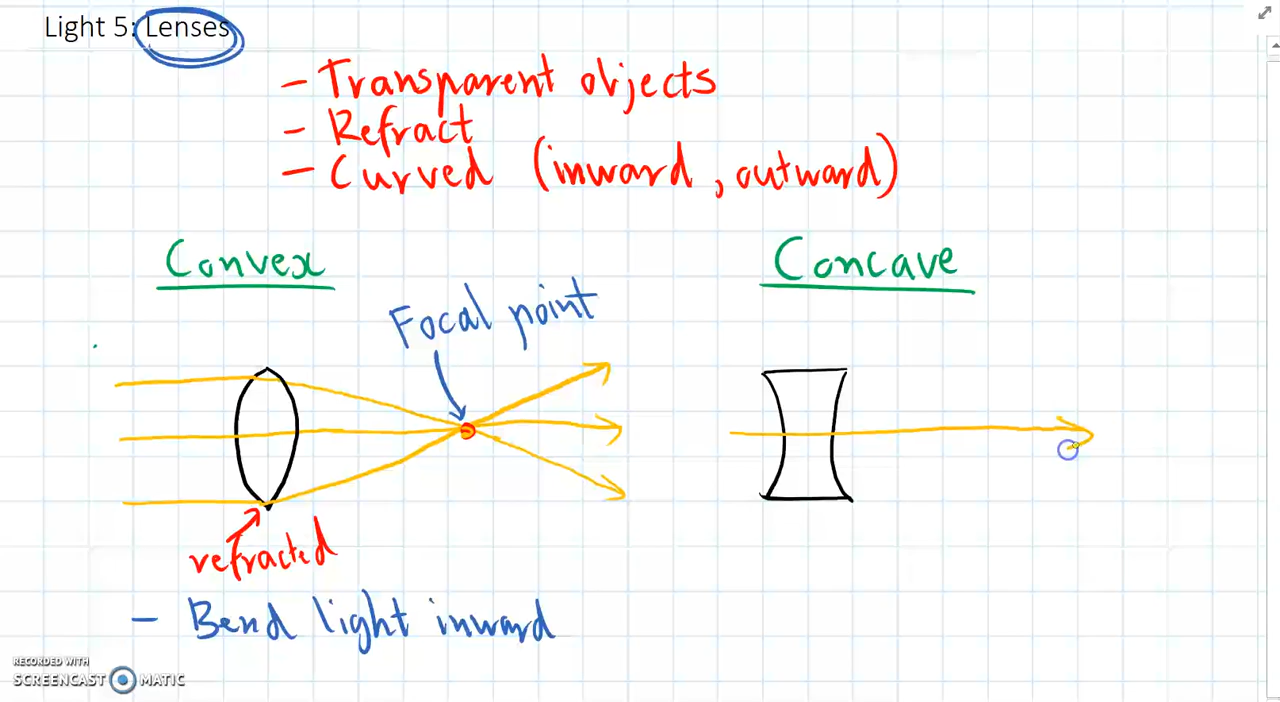 Light 5: Lenses
- Transparent objects
- Refract
- Curved (inward, outward)
Convex
Concave
Focal point
refracted
- Bend light inward
RECORDED WITH
SCREENCAST MATIC